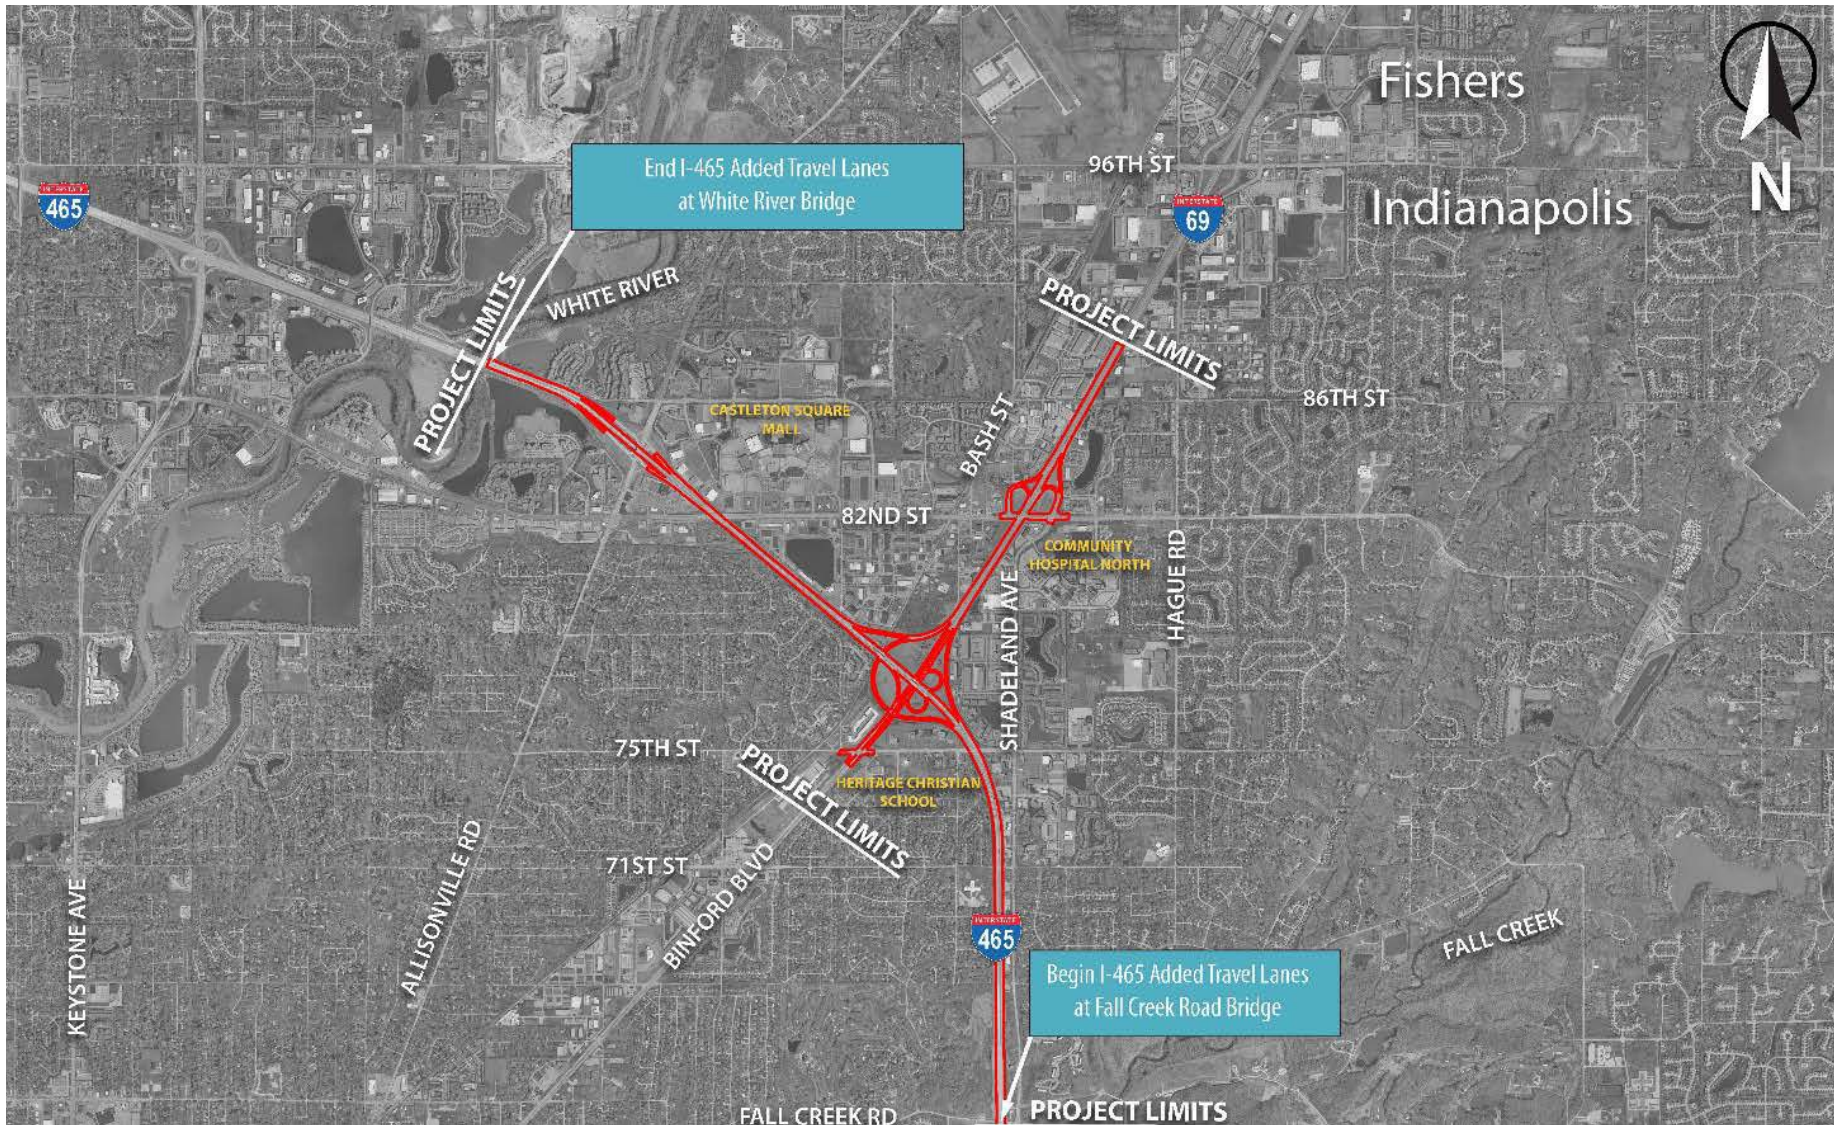 Fishers
N
Indianapolis
End I-465 Added Travel Lanes
at White River Bridge
96TH ST
INTERSTATE
465
INTERSTATE
69
PROJECT LIMITS
WHITE RIVER
PROJECT LIMITS
86TH ST
CASTLETON SQUARE
MALL
BASH ST
82ND ST
COMMUNITY
HOSPITAL NORTH
HAGUE RD
SHADELAND AVE
75TH ST
PROJECT LIMITS
HERITAGE CHRISTIAN
SCHOOL
71ST ST
BINFORD BLVD
ALLISONVILLE RD
KEYSTONE AVE
INTERSTATE
465
FALL CREEK
Begin I-465 Added Travel Lanes
at Fall Creek Road Bridge
FALL CREEK RD
PROJECT LIMITS